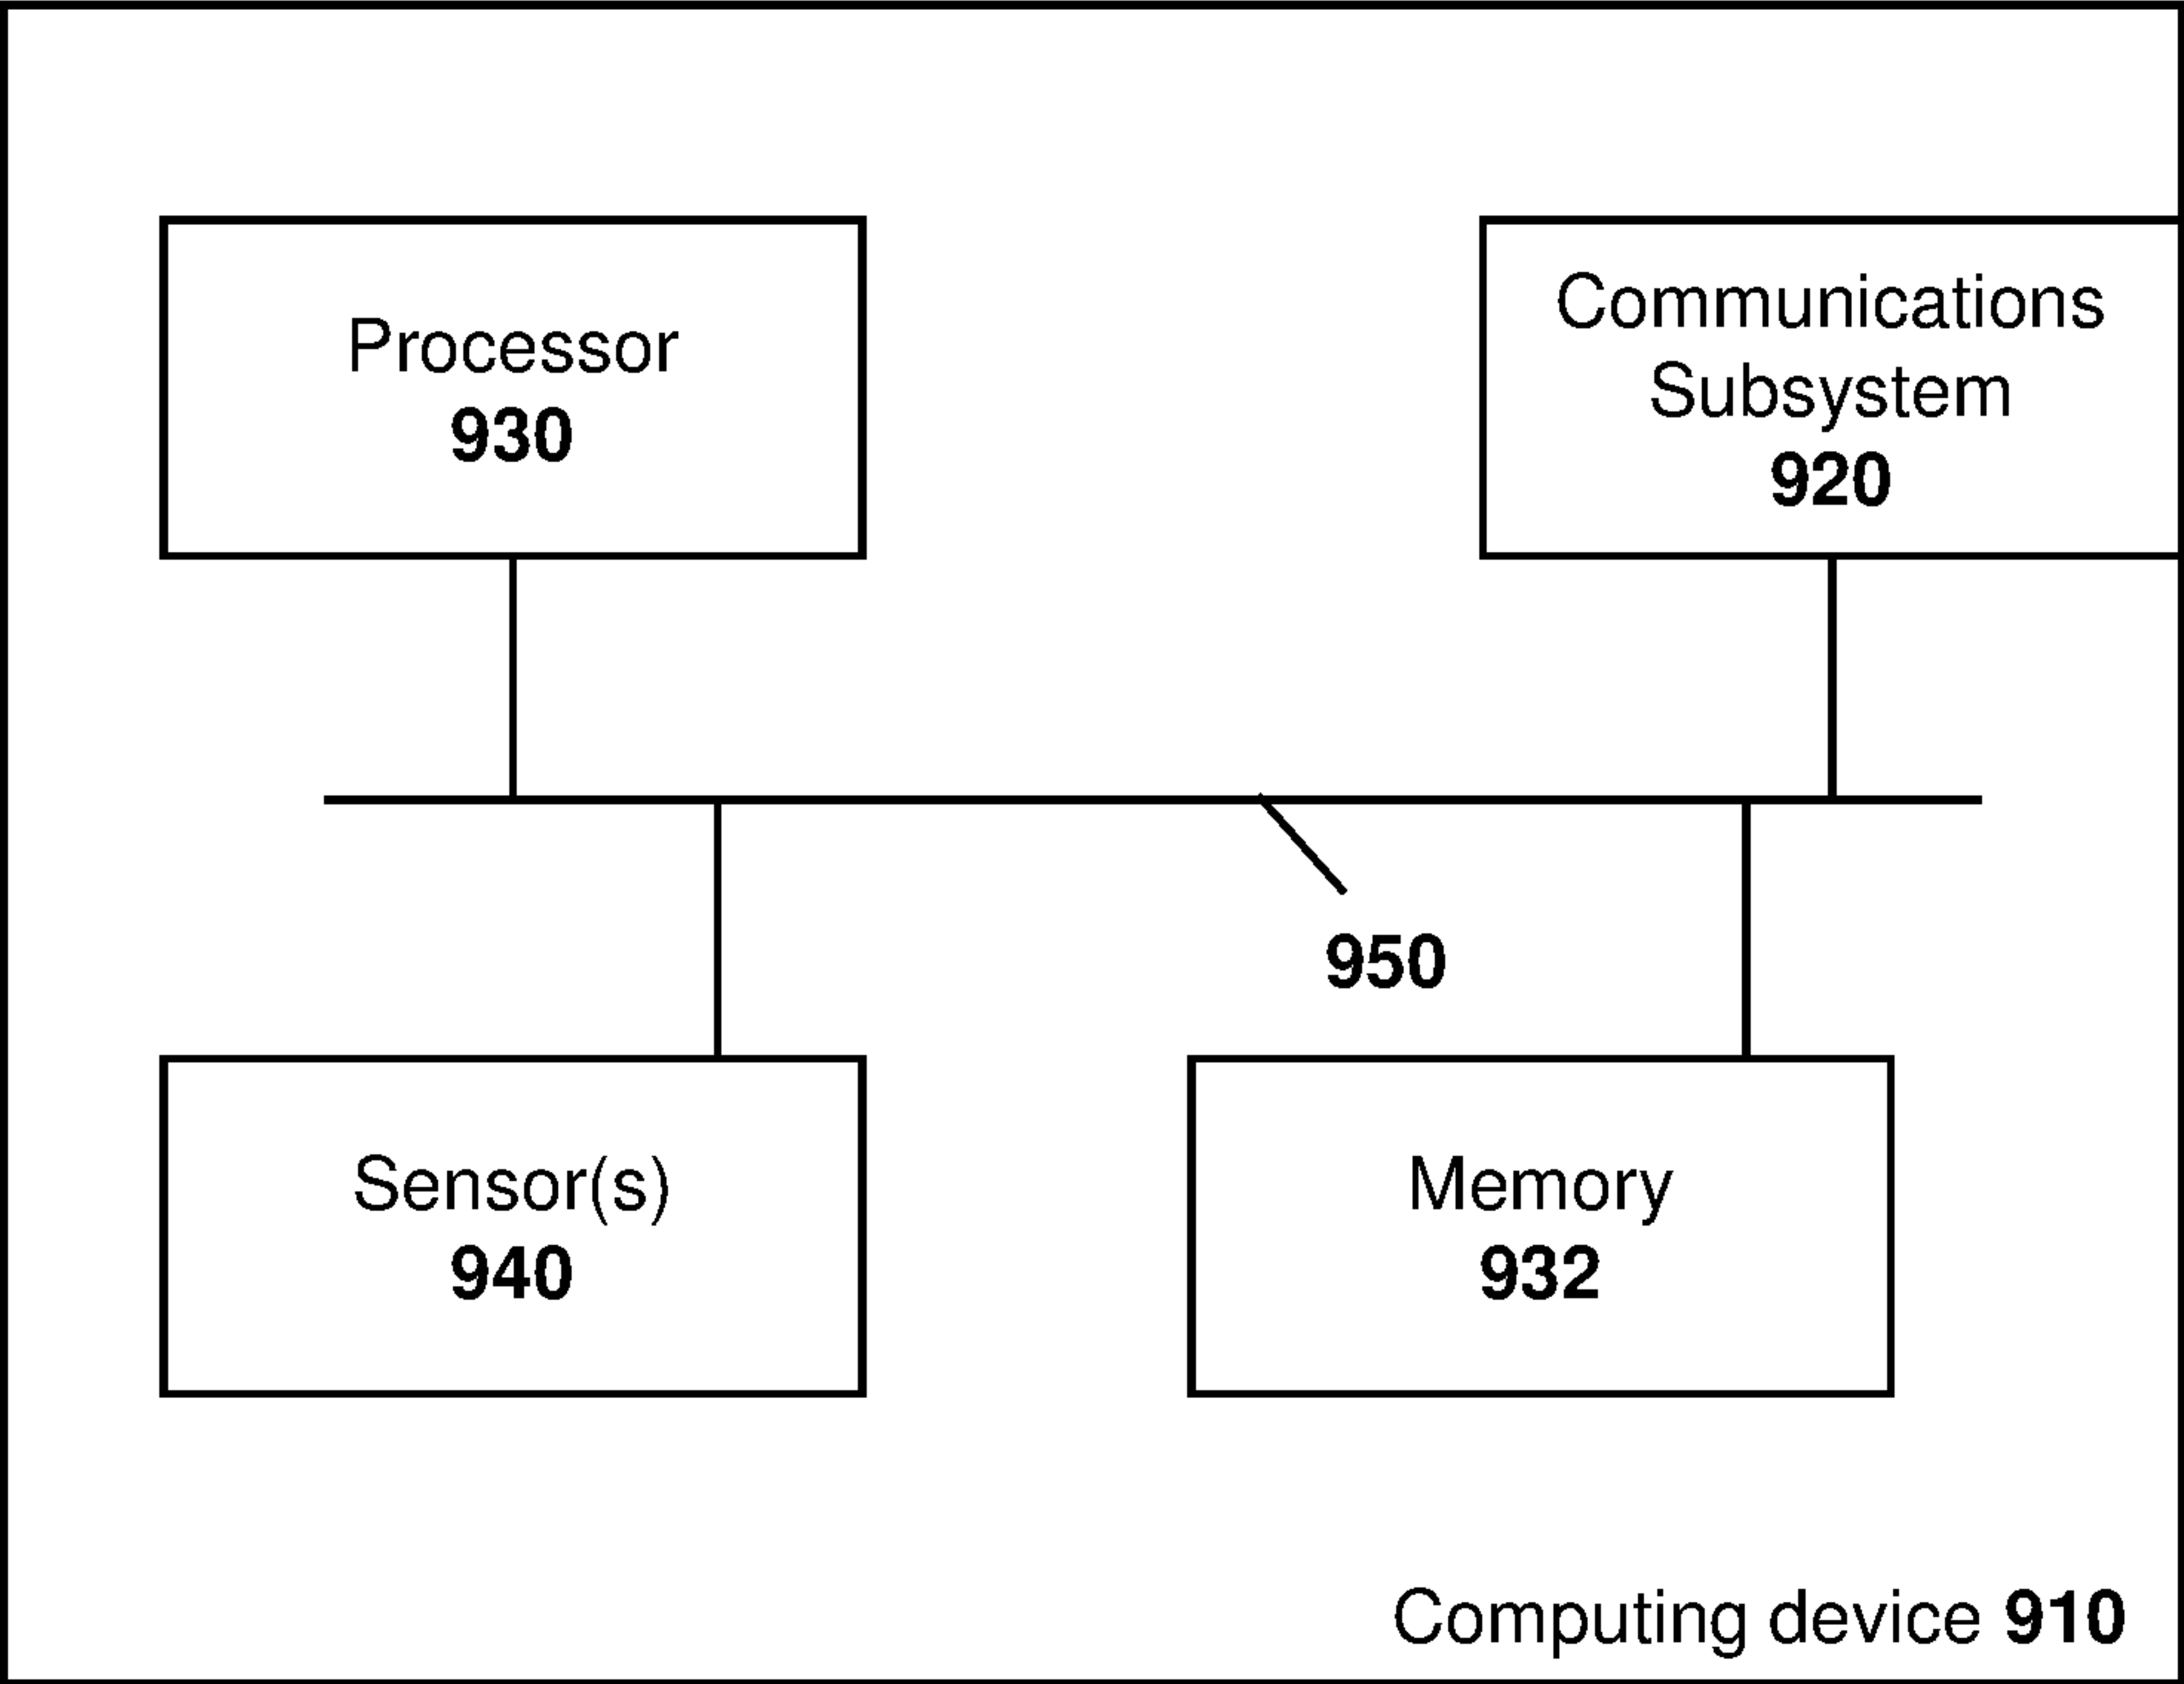 Processor
930
Communications
Subsystem
920
950
Sensor(s)
940
Memory
932
Computing device 910